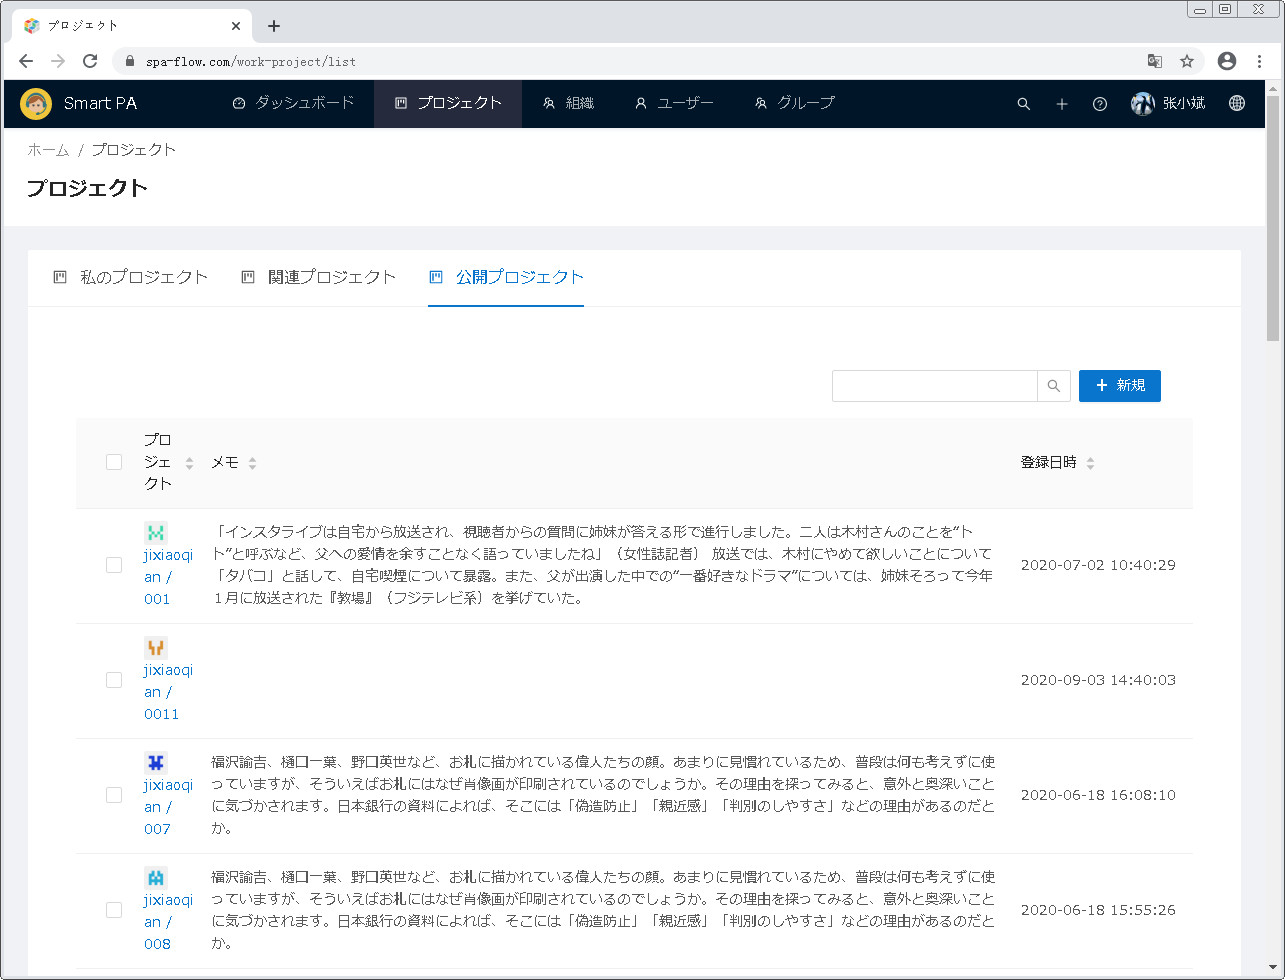 プロジェクト
spa-flow.com/work-project/list
Smart PA ダッシュボード プロジェクト 組織 ユーザー グループ 张小斌
ホーム / プロジェクト
プロジェクト
私のプロジェクト 関連プロジェクト 公開プロジェクト
新規
プロ
ジェ
クト
メモ
登録日時
jixiaoqi
an /
001
「インスタライブは自宅から放送され、視聴者からの質問に姉妹が答える形で進行しました。二人は木村さんのことを“ト
ト”と呼ぶなど、父への愛情を余すことなく語っていましたね」（女性誌記者） 放送では、木村にやめて欲しいことについて
「タバコ」と話して、自宅喫煙について暴露。また、父が出演した中での“一番好きなドラマ”については、姉妹そろって今年
１月に放送された『教場』（フジテレビ系）を挙げていた。
2020-07-02 10:40:29
jixiaoqi
an /
0011
2020-09-03 14:40:03
jixiaoqi
an /
007
福沢諭吉、樋口一葉、野口英世など、お札に描かれている偉人たちの顔。あまりに見慣れているため、普段は何も考えずに使
っていますが、そういえばお札にはなぜ肖像画が印刷されているのでしょうか。その理由を探ってみると、意外と奥深いこと
に気づかされます。日本銀行の資料によれば、そこには「偽造防止」「親近感」「判別のしやすさ」などの理由があるのだと
か。
2020-06-18 16:08:10
jixiaoqi
an /
008
福沢諭吉、樋口一葉、野口英世など、お札に描かれている偉人たちの顔。あまりに見慣れているため、普段は何も考えずに使
っていますが、そういえばお札にはなぜ肖像画が印刷されているのでしょうか。その理由を探ってみると、意外と奥深いこと
に気づかされます。日本銀行の資料によれば、そこには「偽造防止」「親近感」「判別のしやすさ」などの理由があるのだと
か。
2020-06-18 15:55:26